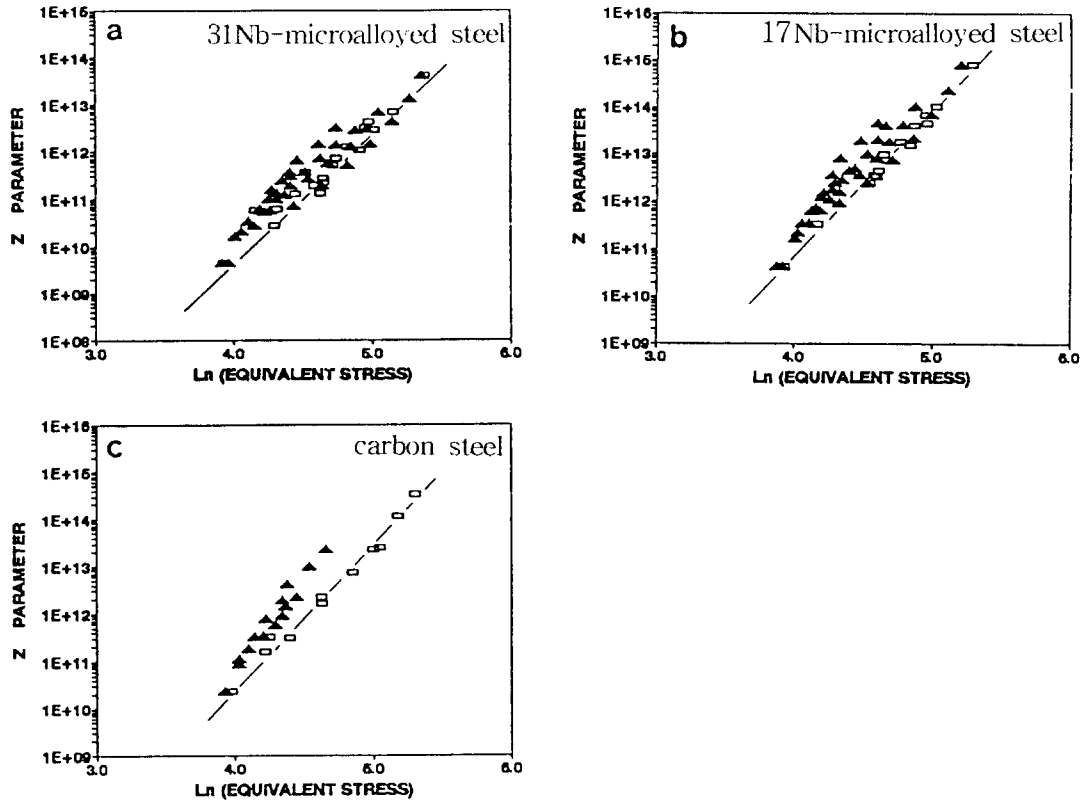 a
31Nb-microalloyed steel
1E+15
1E+14
1E+13
1E+12
1E+11
1E+10
1E+09
1E+08
Z PARAMETER
3.0 4.0 5.0 6.0
Ln (EQUIVALENT STRESS)
b
17Nb-microalloyed steel
1E+16
1E+15
1E+14
1E+13
1E+12
1E+11
1E+10
1E+09
Z PARAMETER
3.0 4.0 5.0 6.0
Ln (EQUIVALENT STRESS)
c
carbon steel
1E+16
1E+15
1E+14
1E+13
1E+12
1E+11
1E+10
1E+09
Z PARAMETER
3.0 4.0 5.0 6.0
Ln (EQUIVALENT STRESS)